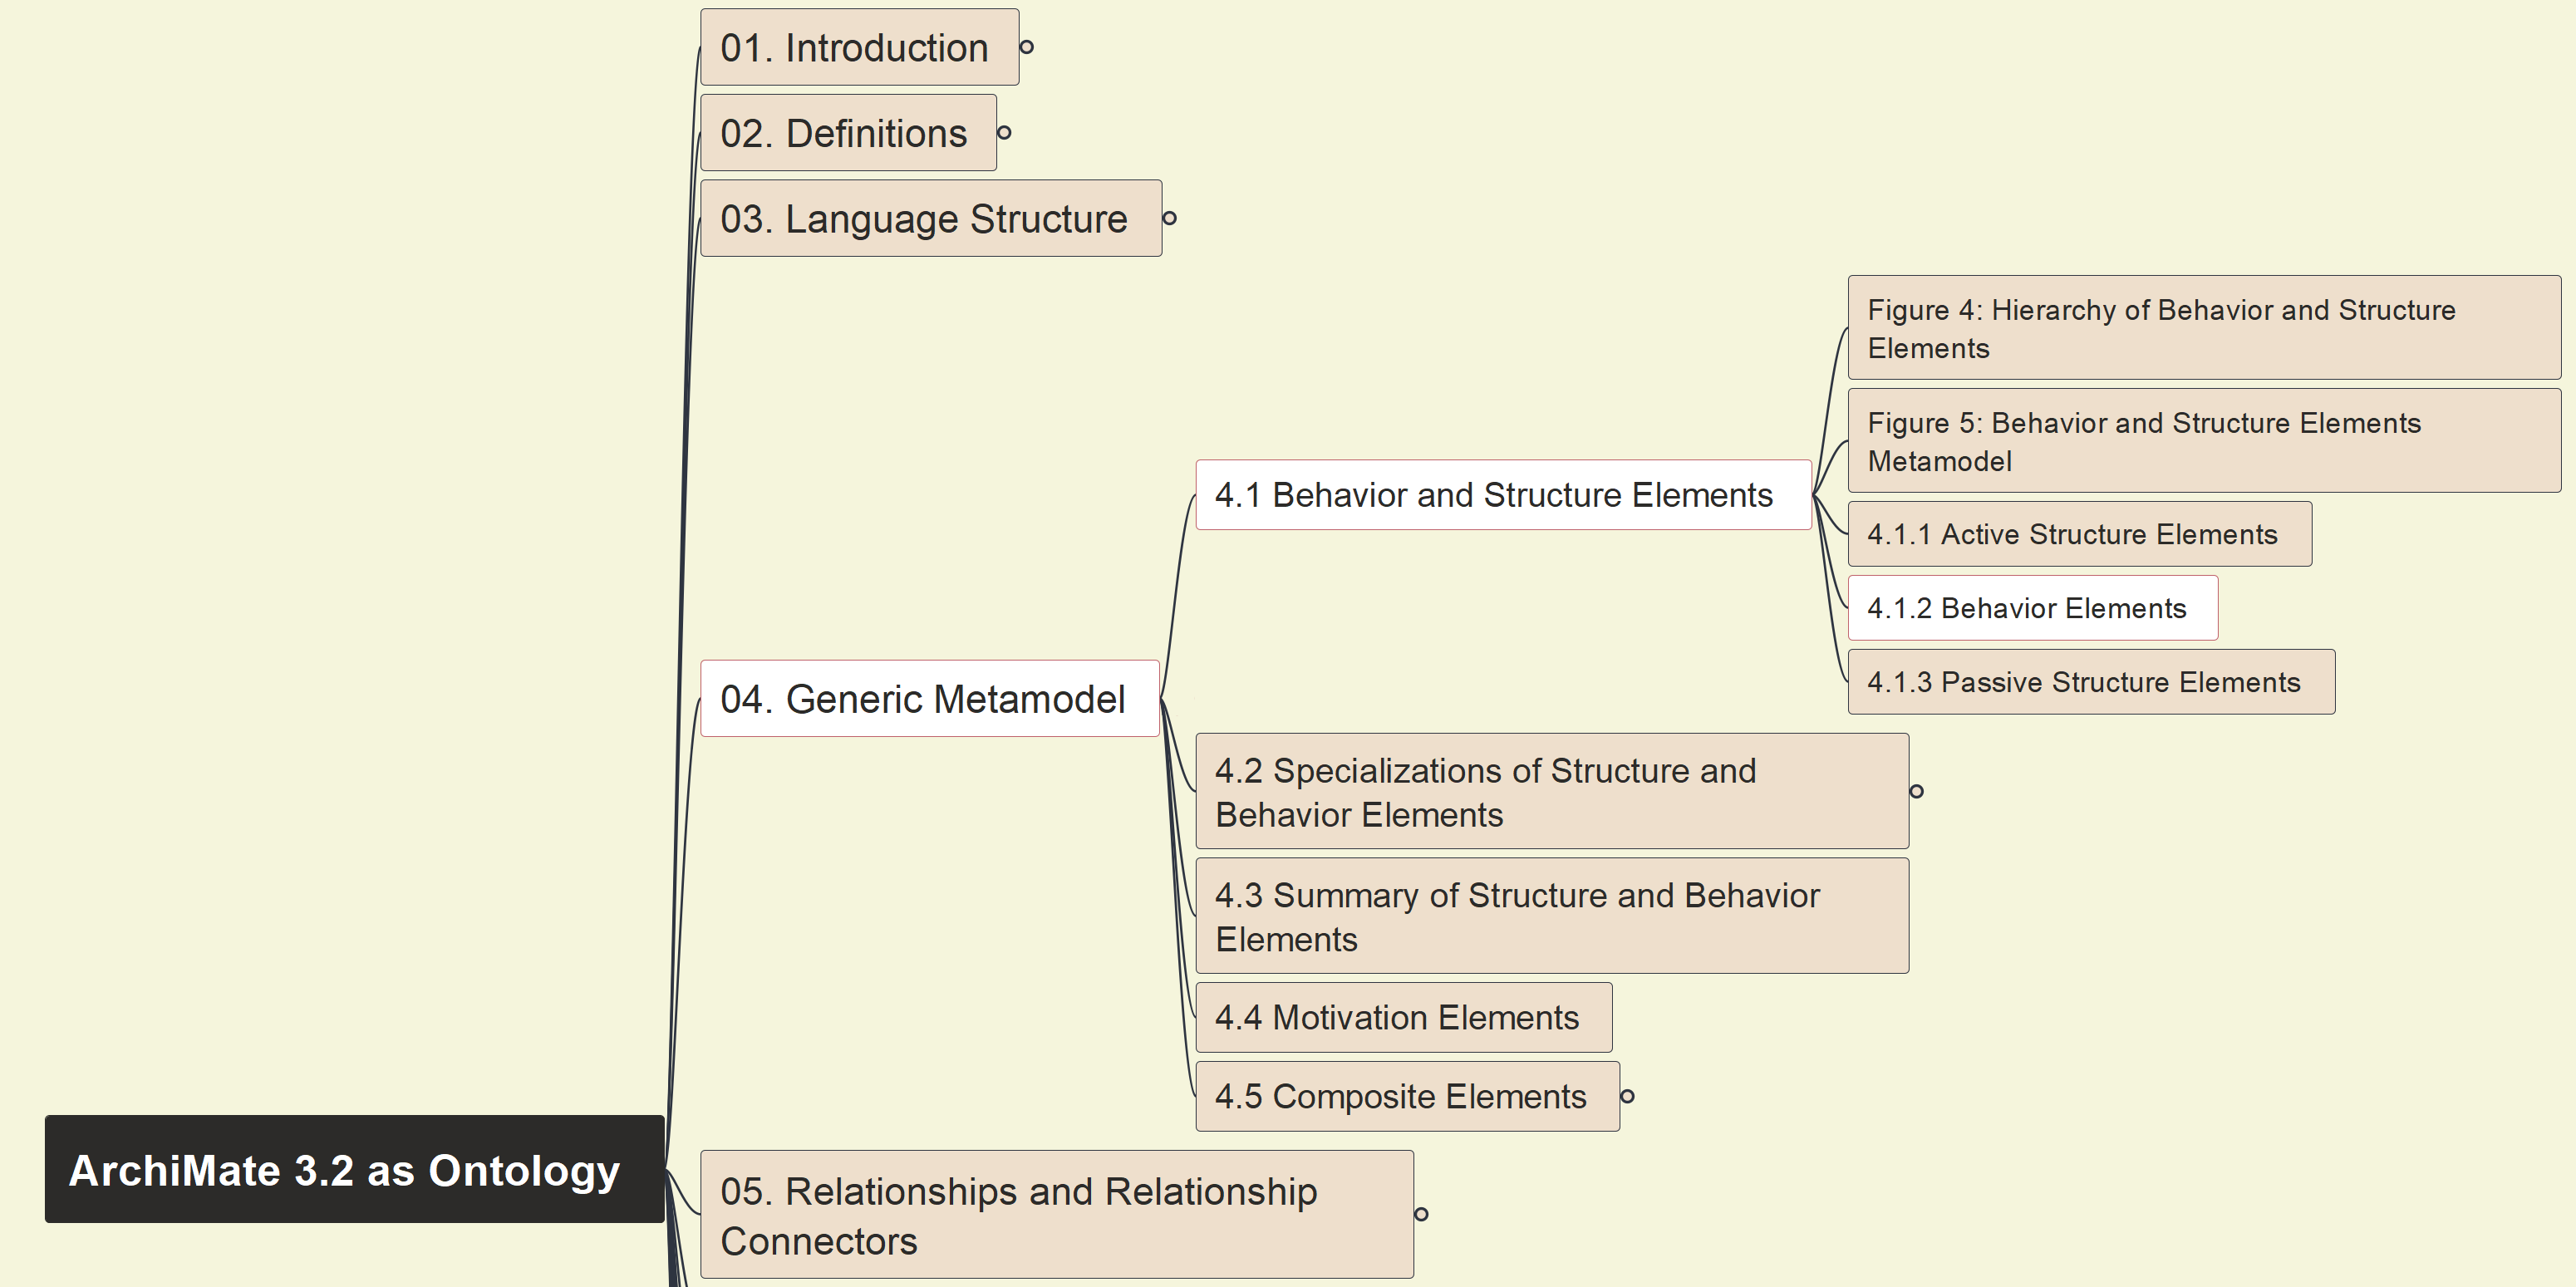 01. Introduction
02. Definitions
03. Language Structure
Figure 4: Hierarchy of Behavior and Structure
Elements
Figure 5: Behavior and Structure Elements
Metamodel
4.1 Behavior and Structure Elements
4.1.1 Active Structure Elements
4.1.2 Behavior Elements
4.1.3 Passive Structure Elements
04. Generic Metamodel
4.2 Specializations of Structure and
Behavior Elements
4.3 Summary of Structure and Behavior
Elements
4.4 Motivation Elements
4.5 Composite Elements
ArchiMate 3.2 as Ontology
05. Relationships and Relationship
Connectors